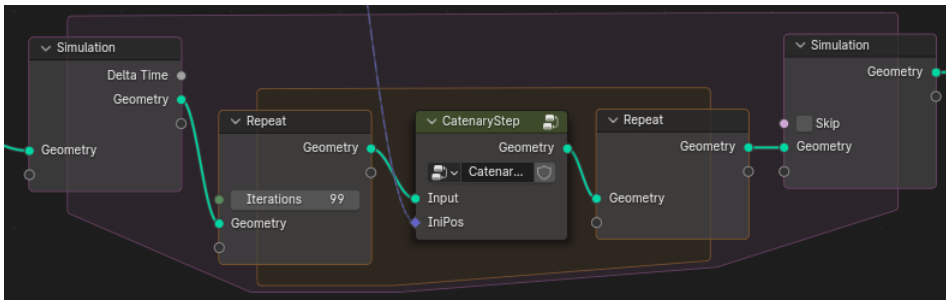 Simulation
Delta Time
Geometry
Geometry
Repeat
Geometry
Iterations 99
Geometry
CatenaryStep
Geometry
Catenar...
Input
IniPos
Repeat
Geometry
Geometry
Simulation
Geometry
Skip
Geometry